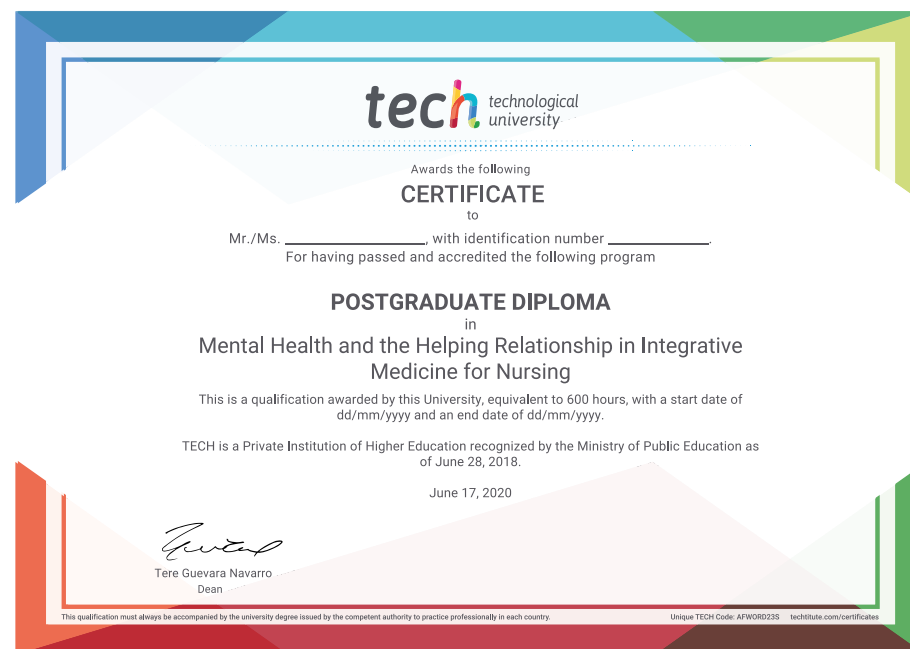 tech technological
university
Awards the following
CERTIFICATE
to
Mr./Ms. ____________________, with identification number ______________.
For having passed and accredited the following program
POSTGRADUATE DIPLOMA
in
Mental Health and the Helping Relationship in Integrative
Medicine for Nursing
This is a qualification awarded by this University, equivalent to 600 hours, with a start date of
dd/mm/yyyy and an end date of dd/mm/yyyy.
TECH is a Private Institution of Higher Education recognized by the Ministry of Public Education as
of June 28, 2018.
June 17, 2020
Tere Guevara Navarro
Dean
This qualification must always be accompanied by the university degree issued by the competent authority to practice professionally in each country. Unique TECH Code: AFWORD23S techtitute.com/certificates